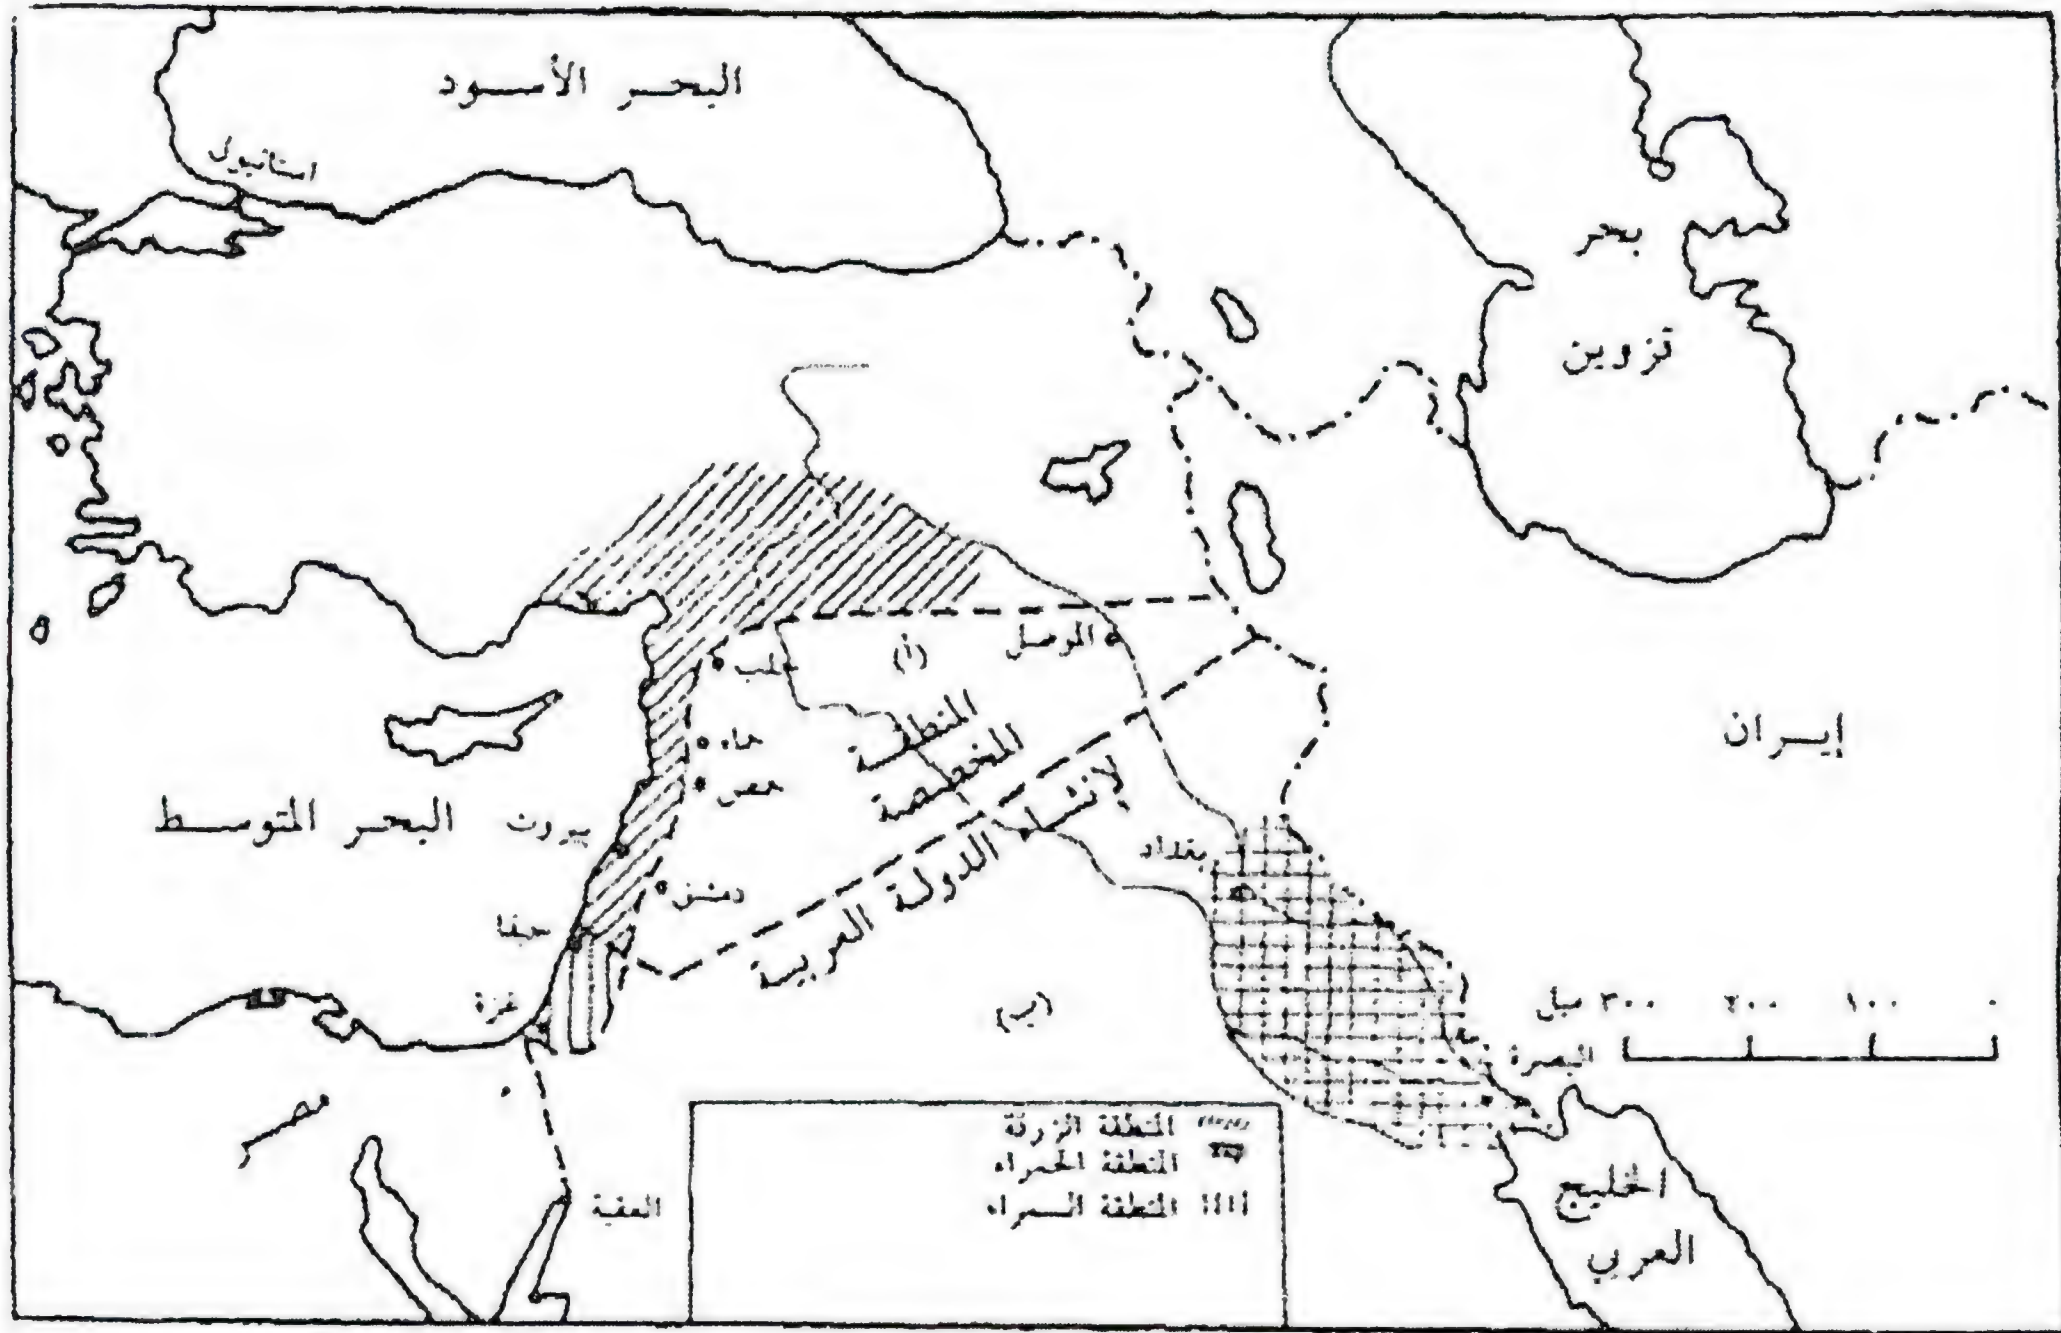 البحر الأسود
استانبول
بحر
قزوين
الموصل
(أ)
حلب
المنطقة
المخصصة
لإنشاء الدولة العربية
حماه
حمص
إيران
البحر المتوسط
بيروت
بغداد
دمشق
حيفا
غزة
(ب)
٠ ١٠٠ ٢٠٠ ٣٠٠ ميل
البصرة
مصر
العقبة
المنطقة الزرقة
المنطقة الحمراء
المنطقة السمراء
الخليج
العربي